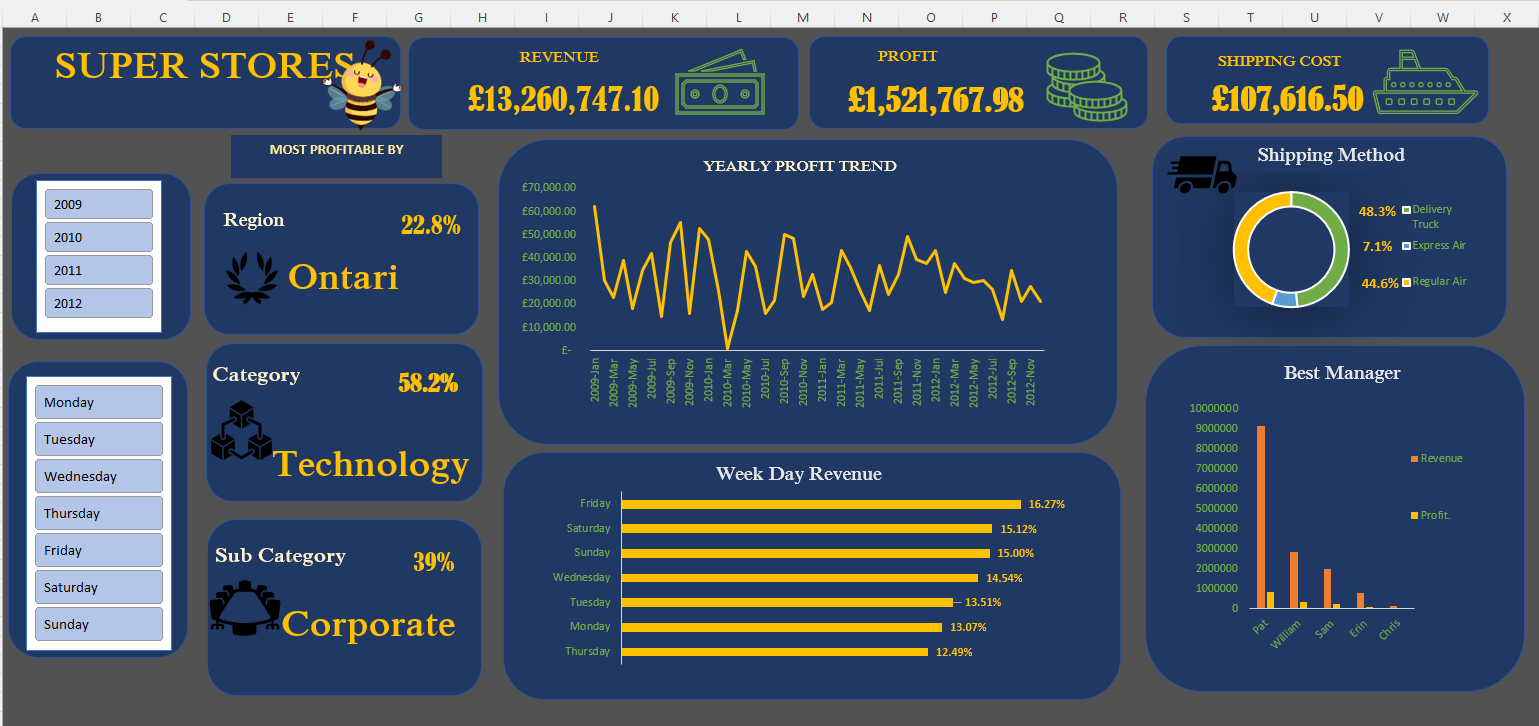 A B C D E F G H I J K L M N O P Q R S T U V W X
SUPER STORES
REVENUE
£13,260,747.10
PROFIT
£1,521,767.98
SHIPPING COST
£107,616.50
MOST PROFITABLE BY
2009
2010
2011
2012
Monday
Tuesday
Wednesday
Thursday
Friday
Saturday
Sunday
Region
22.8%
Ontari
Category
58.2%
Technology
Sub Category
39%
Corporate
YEARLY PROFIT TREND
£70,000.00
£60,000.00
£50,000.00
£40,000.00
£30,000.00
£20,000.00
£10,000.00
£-
2009-Jan
2009-Mar
2009-May
2009-Jul
2009-Sep
2009-Nov
2010-Jan
2010-Mar
2010-May
2010-Jul
2010-Sep
2010-Nov
2011-Jan
2011-Mar
2011-May
2011-Jul
2011-Sep
2011-Nov
2012-Jan
2012-Mar
2012-May
2012-Jul
2012-Sep
2012-Nov
Week Day Revenue
Friday 16.27%
Saturday 15.12%
Sunday 15.00%
Wednesday 14.54%
Tuesday 13.51%
Monday 13.07%
Thursday 12.49%
Shipping Method
48.3% Delivery
Truck
7.1% Express Air
44.6% Regular Air
Best Manager
10000000
9000000
8000000
7000000
6000000
5000000
4000000
3000000
2000000
1000000
0
Pat
William
Sam
Erin
Chris
Revenue
Profit.